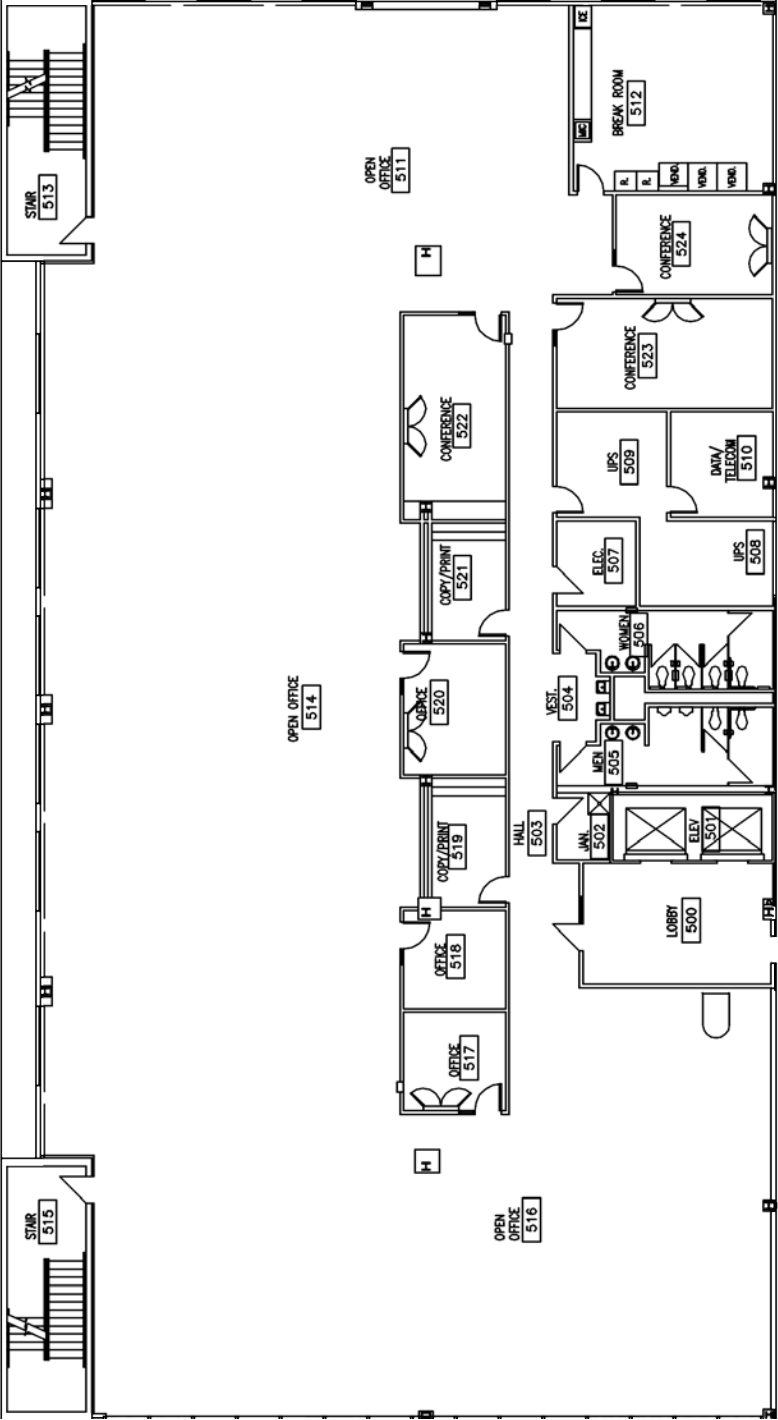 STAIR
513
OPEN
OFFICE
511
ICE
MIC
BREAK ROOM
512
R.
R.
VEND.
VEND.
VEND.
CONFERENCE
524
H
CONFERENCE
523
CONFERENCE
522
UPS
509
DATA/
TELECOM
510
COPY/PRINT
521
ELEC.
507
UPS
508
OPEN OFFICE
514
OFFICE
520
VEST.
504
WOMEN
506
MEN
505
COPY/PRINT
519
HALL
503
JAN.
502
ELEV
501
H
OFFICE
518
LOBBY
500
OFFICE
517
H
STAIR
515
OPEN
OFFICE
516